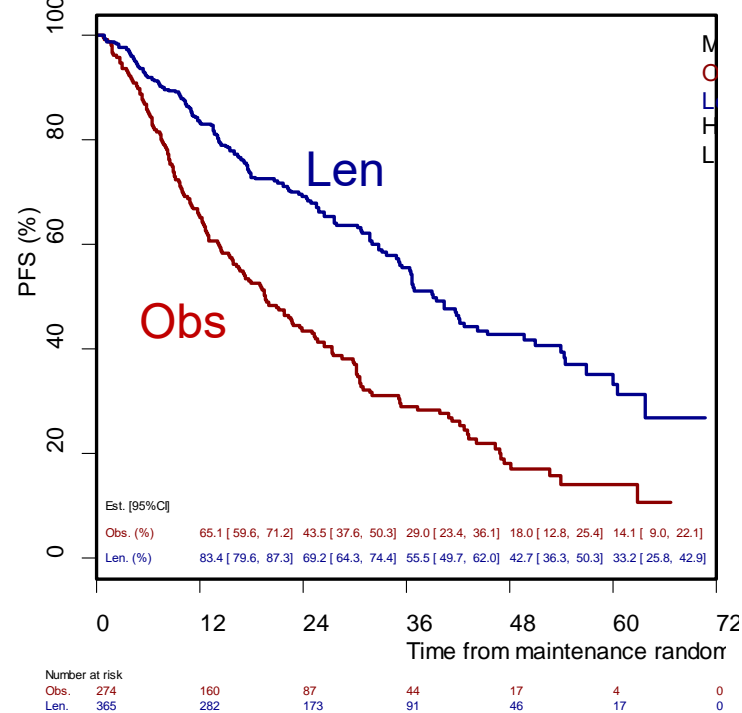 100
80
60
40
20
0
PFS (%)
M
O
L
H
L
Len
Obs
Est. [95%CI]
Obs. (%) 65.1 [ 59.6, 71.2] 43.5 [ 37.6, 50.3] 29.0 [ 23.4, 36.1] 18.0 [ 12.8, 25.4] 14.1 [ 9.0, 22.1]
Len. (%) 83.4 [ 79.6, 87.3] 69.2 [ 64.3, 74.4] 55.5 [ 49.7, 62.0] 42.7 [ 36.3, 50.3] 33.2 [ 25.8, 42.9]
0 12 24 36 48 60 72
Time from maintenance random
Number at risk
Obs. 274 160 87 44 17 4 0
Len. 365 282 173 91 46 17 0